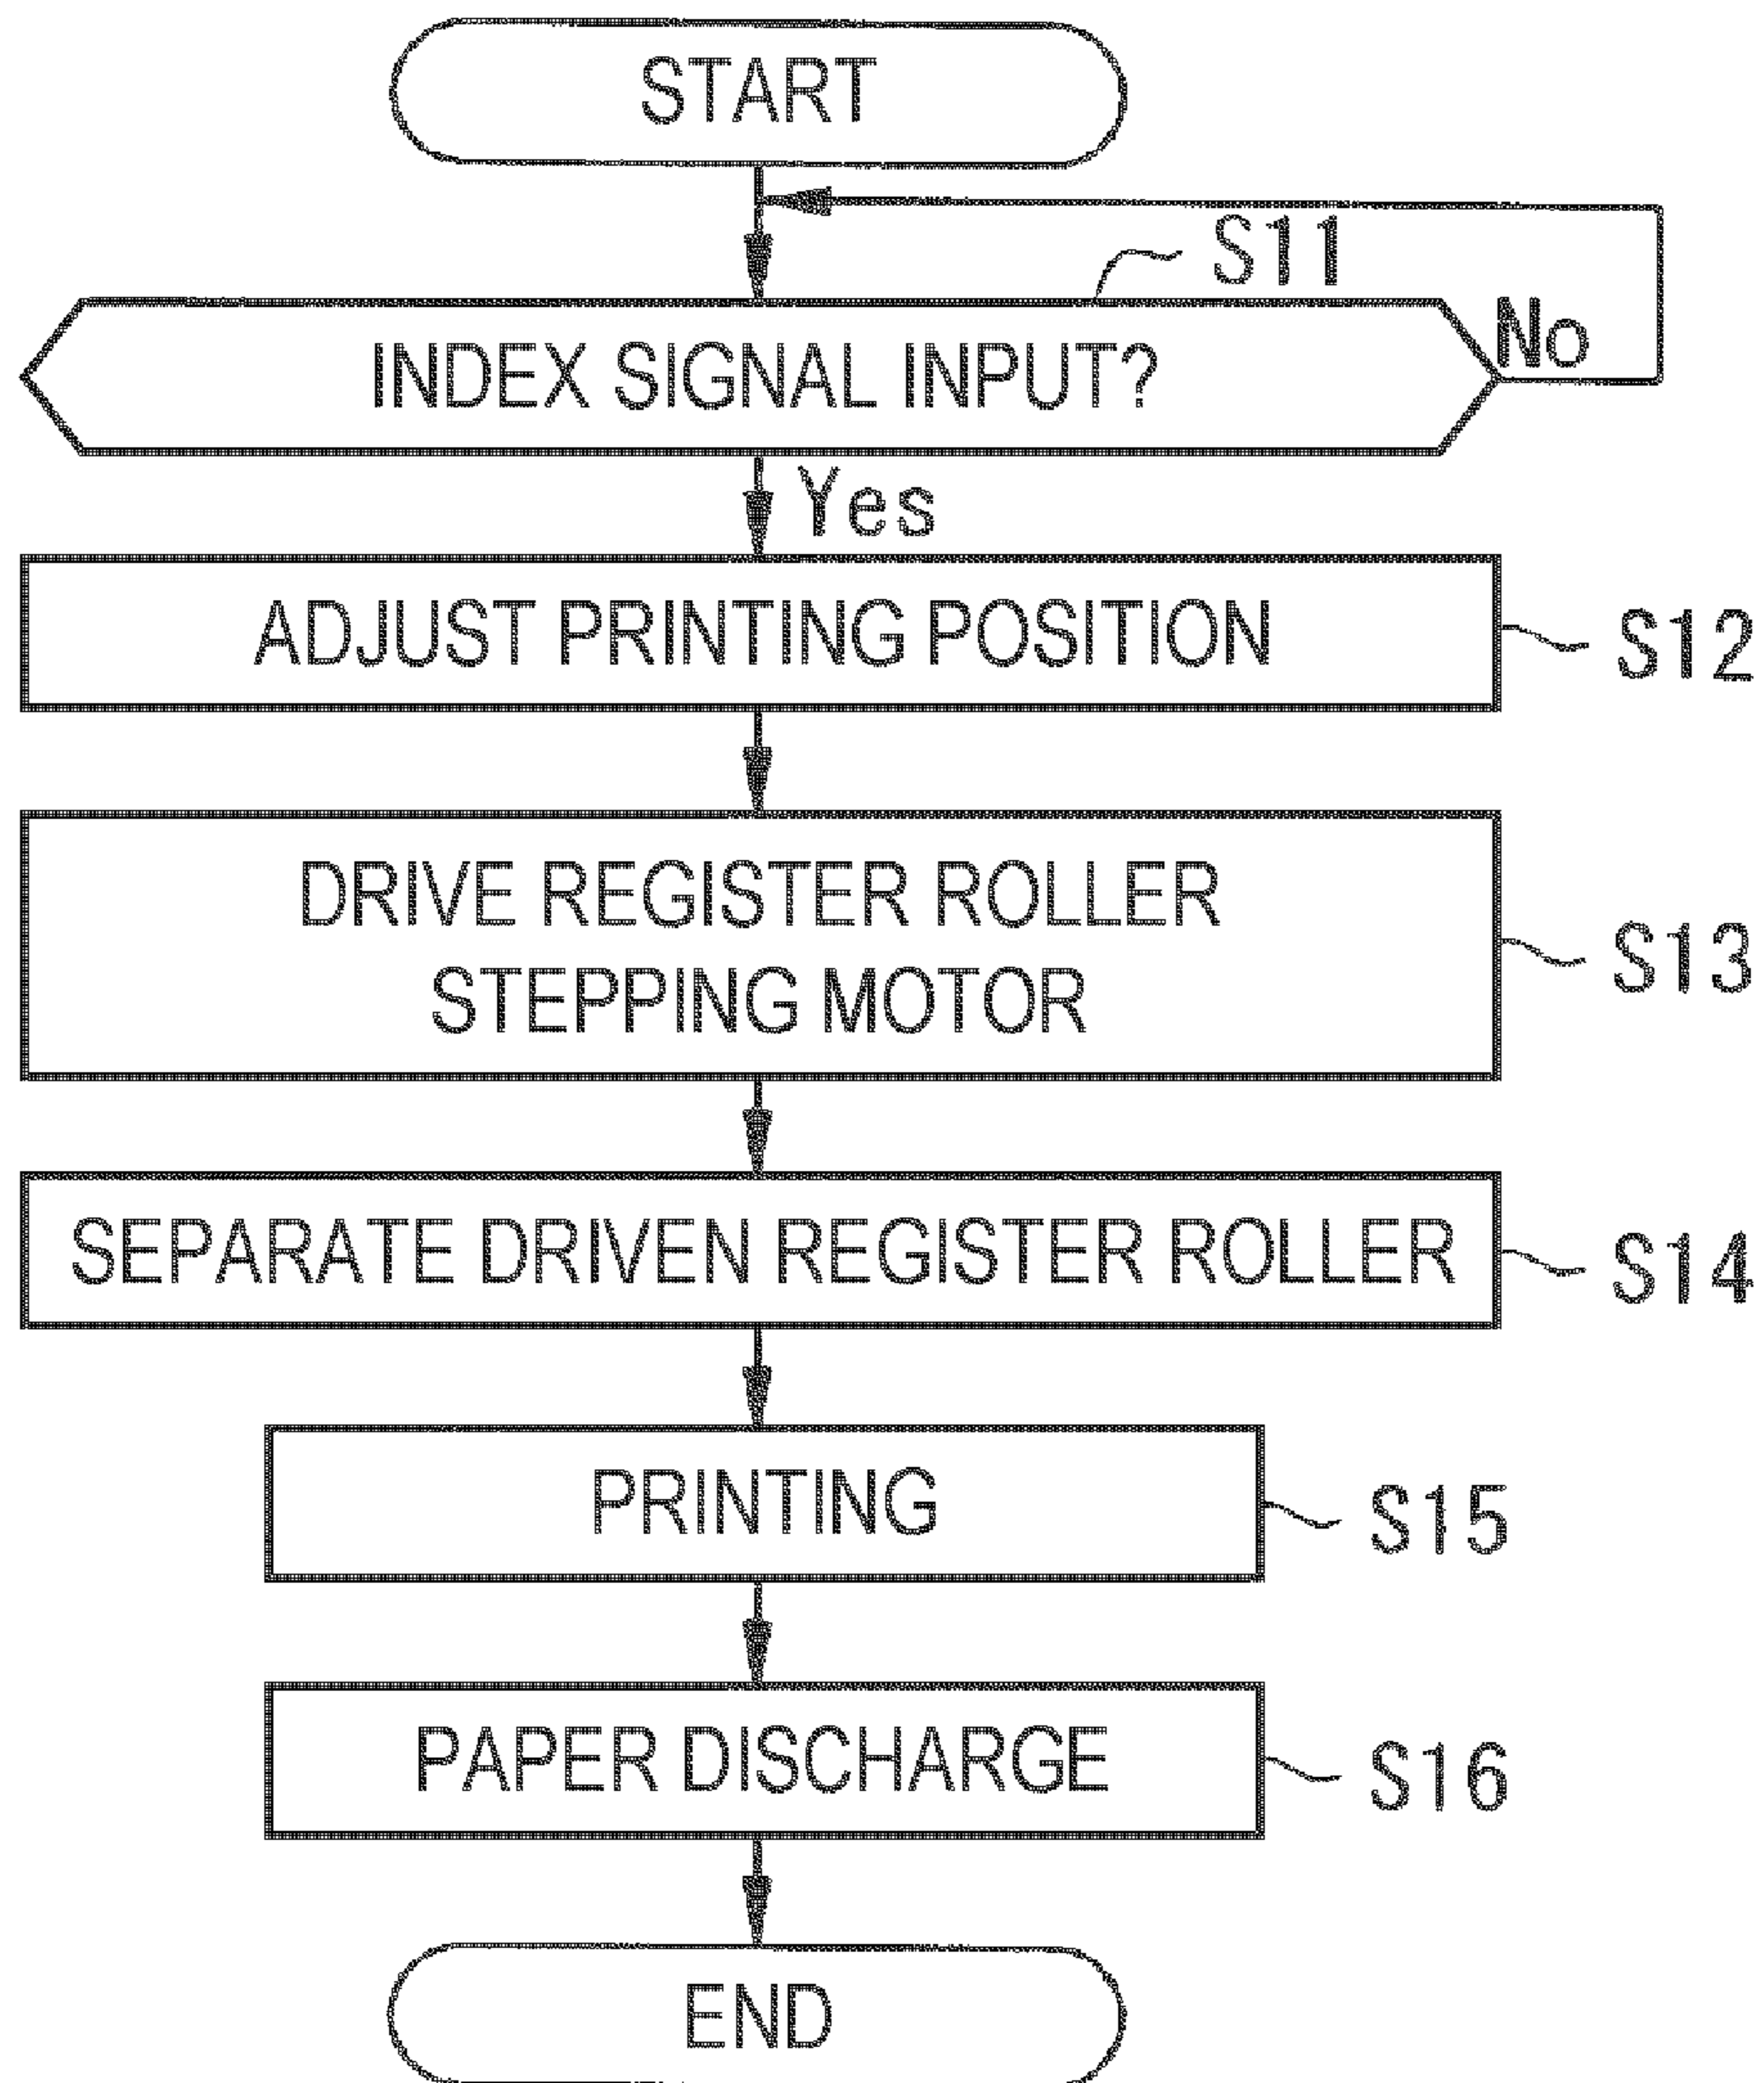 START
S11
INDEX SIGNAL INPUT?
No
Yes
ADJUST PRINTING POSITION
S12
DRIVE REGISTER ROLLER
STEPPING MOTOR
S13
SEPARATE DRIVEN REGISTER ROLLER
S14
PRINTING
S15
PAPER DISCHARGE
S16
END